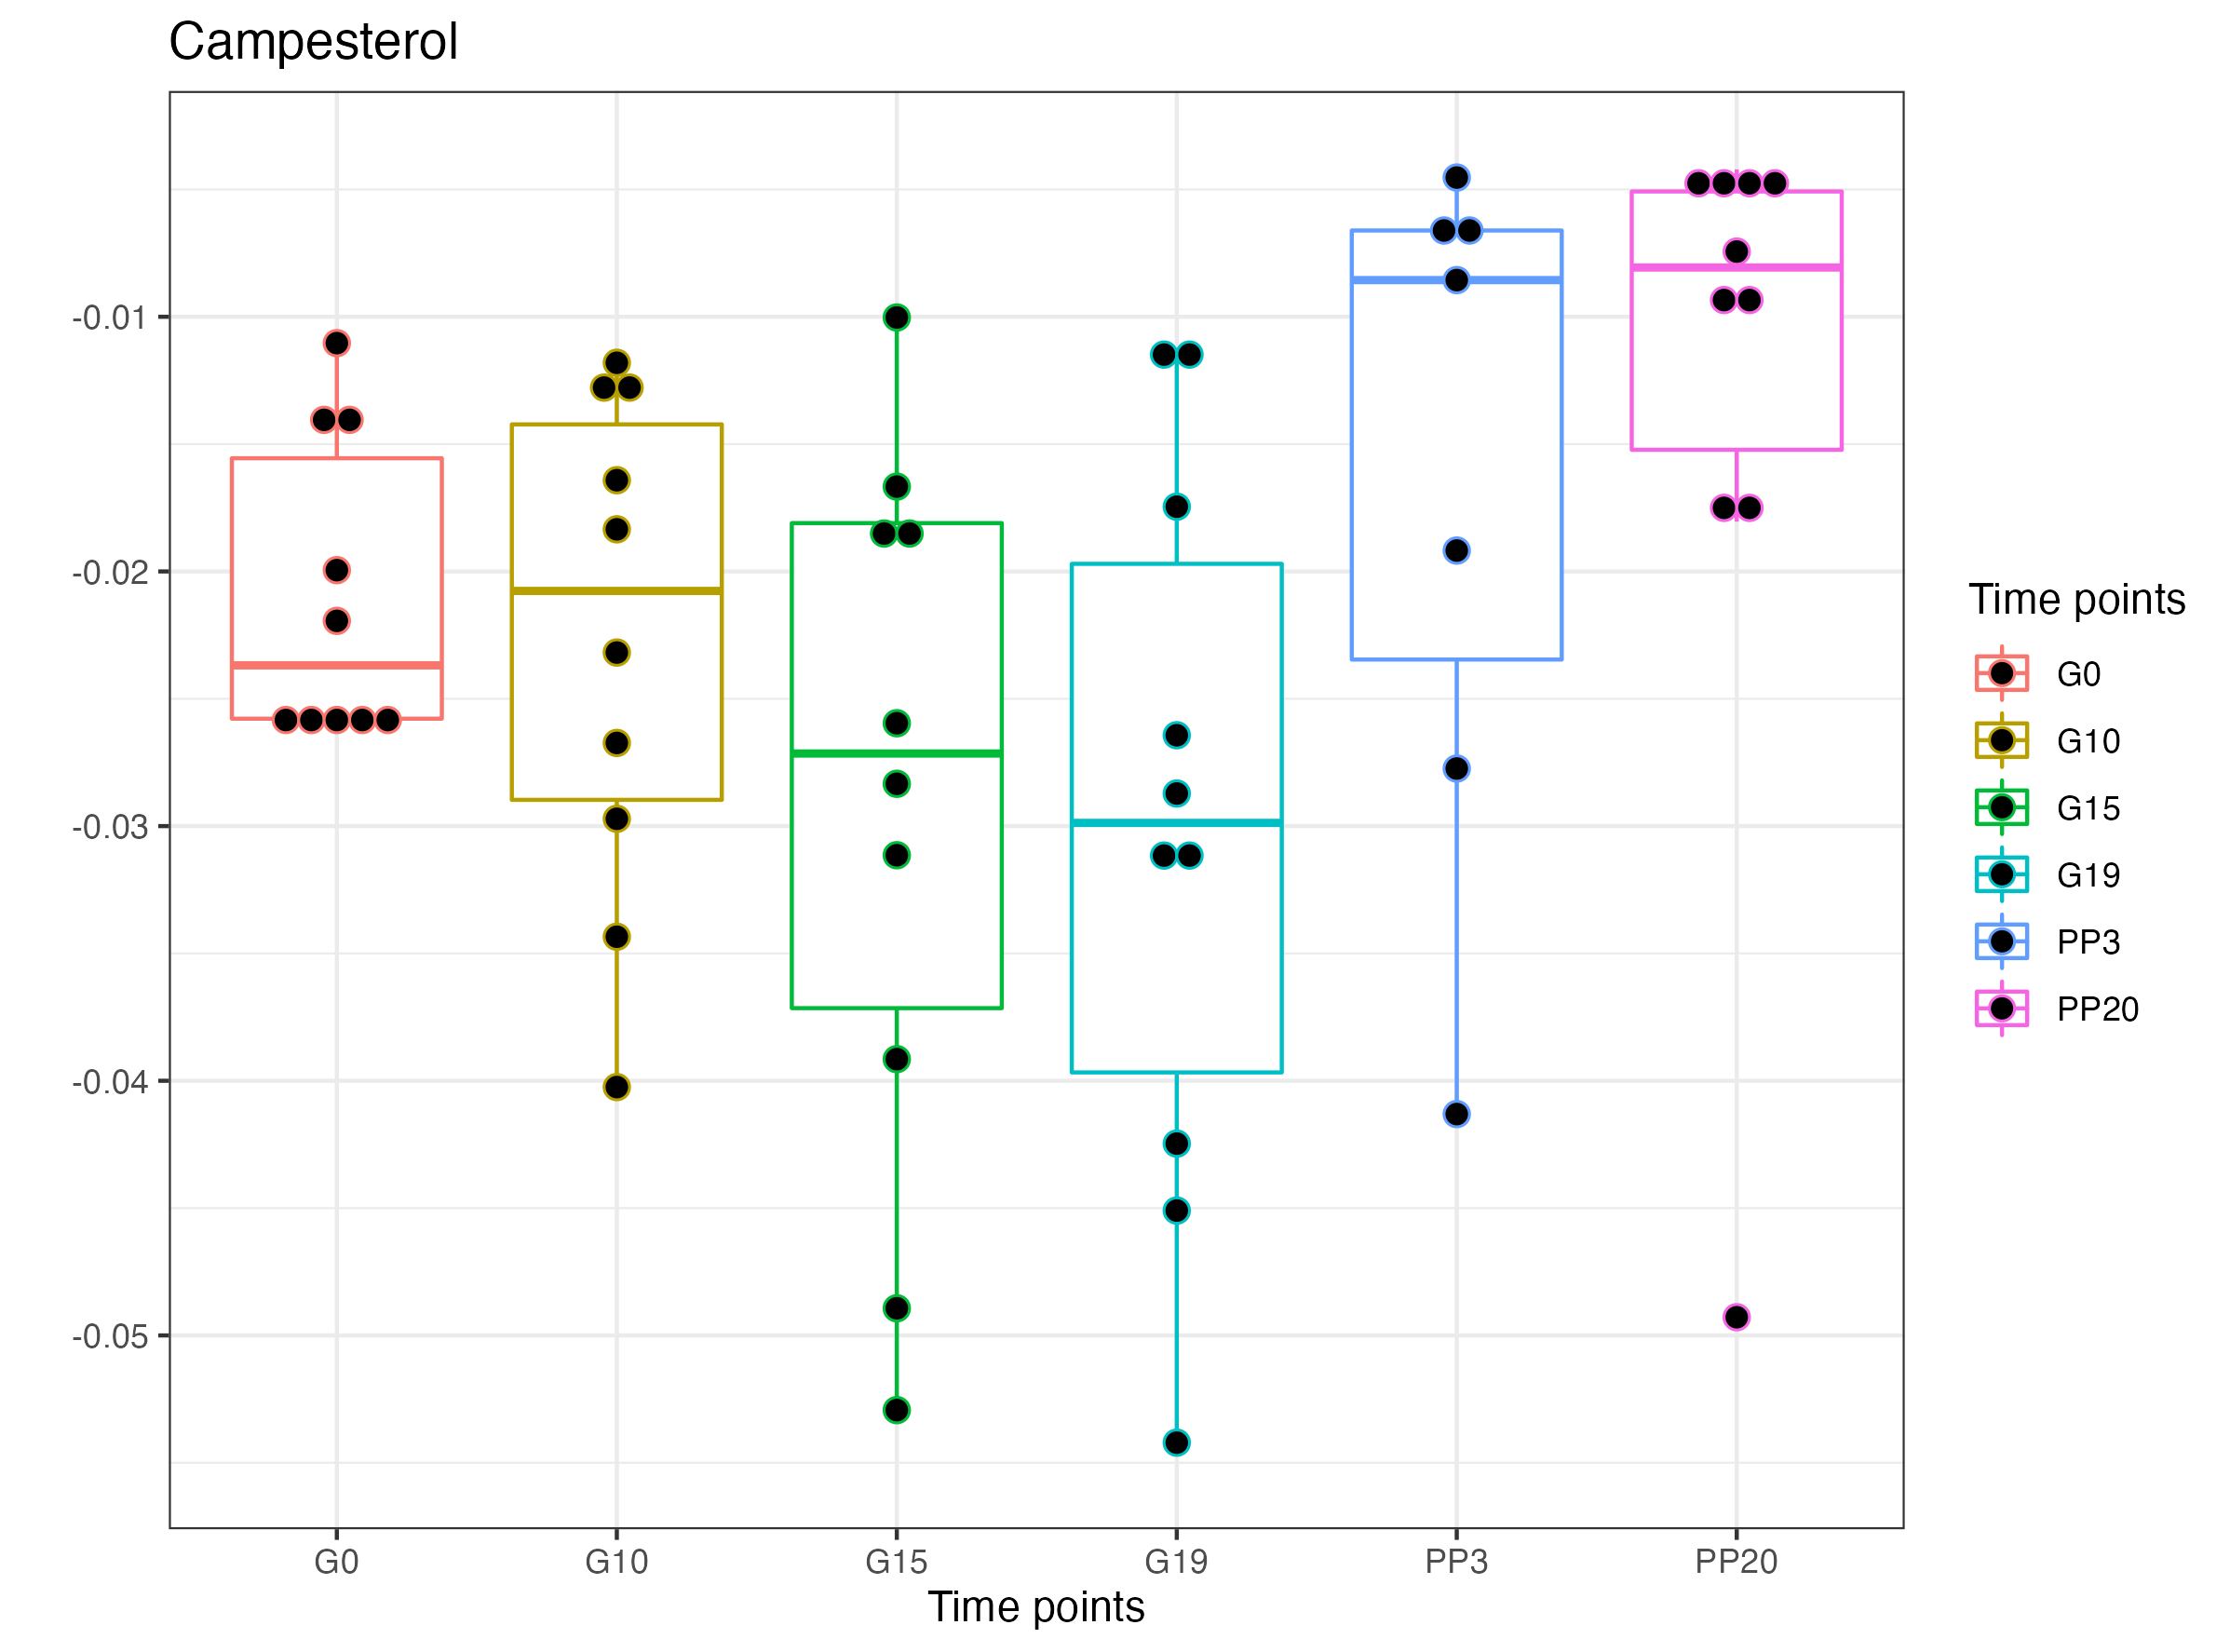 Campesterol
-0.01
-0.02
-0.03
-0.04
-0.05
G0 G10 G15 G19 PP3 PP20
Time points
Time points
G0
G10
G15
G19
PP3
PP20